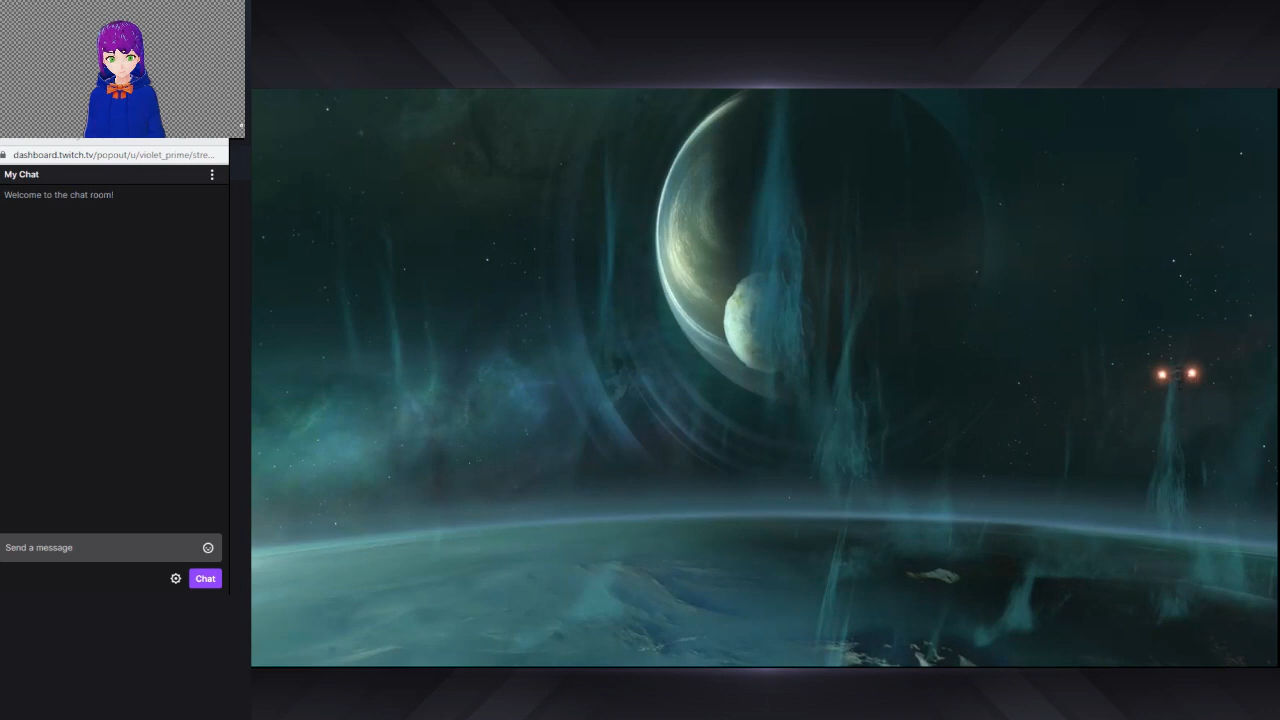 dashboard.twitch.tv/popout/u/violet_prime/stre...
My Chat
Welcome to the chat room!
Send a message
Chat